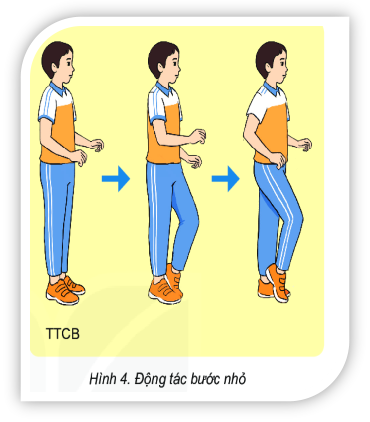 TTCB
Hình 4. Động tác bước nhỏ